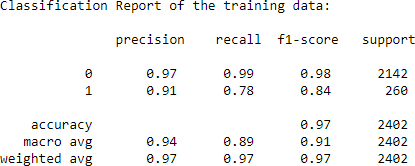 Classification Report of the training data:
precision recall f1-score support
0 0.97 0.99 0.98 2142
1 0.91 0.78 0.84 260
accuracy 0.97 2402
macro avg 0.94 0.89 0.91 2402
weighted avg 0.97 0.97 0.97 2402